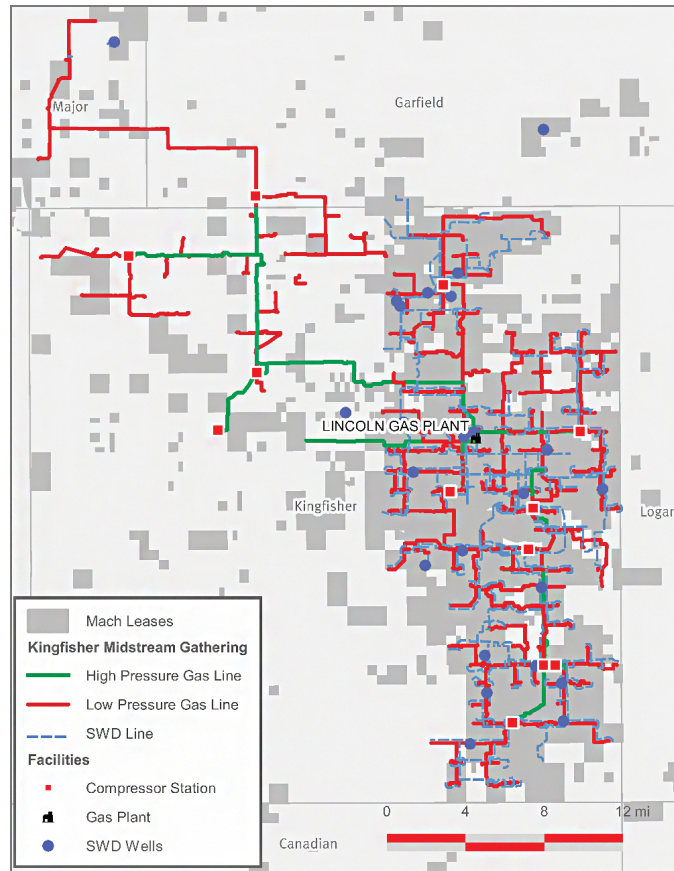 Major
Garfield
LINCOLN GAS PLANT
Kingfisher
Logan
Mach Leases
Kingfisher Midstream Gathering
High Pressure Gas Line
Low Pressure Gas Line
SWD Line
Facilities
Compressor Station
Gas Plant
SWD Wells
0 4 8 12 mi
Canadian